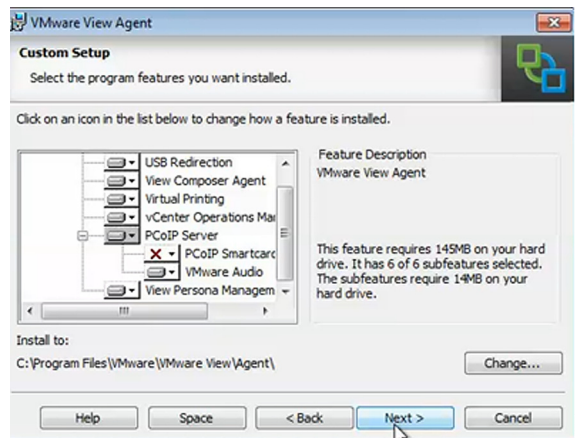 VMware View Agent
Custom Setup
Select the program features you want installed.
Click on an icon in the list below to change how a feature is installed.
USB Redirection
View Composer Agent
Virtual Printing
vCenter Operations Mar
PCoIP Server
PCoIP Smartcard
VMware Audio
View Persona Managem
Feature Description
VMware View Agent
This feature requires 145MB on your hard
drive. It has 6 of 6 subfeatures selected.
The subfeatures require 14MB on your
hard drive.
Install to:
C:\Program Files\VMware\VMware View\Agent\
Change...
Help
Space
< Back
Next >
Cancel